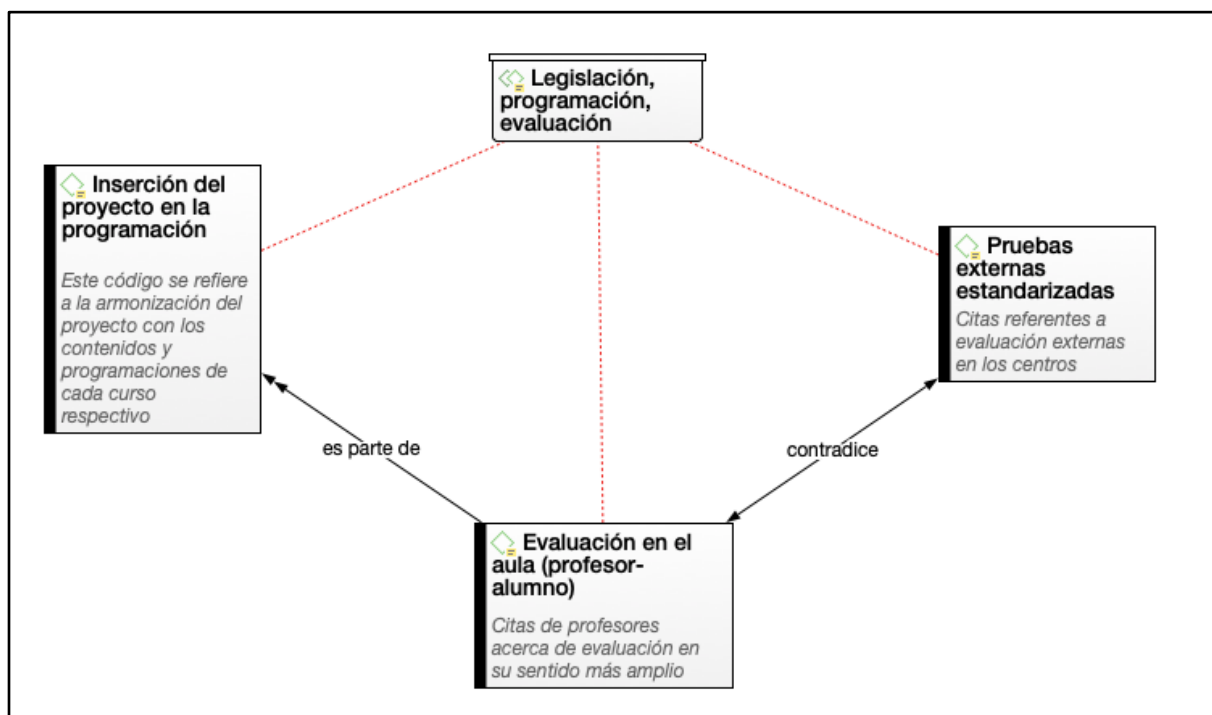 Legislación,
programación,
evaluación
Inserción del
proyecto en la
programación
Este código se refiere
a la armonización del
proyecto con los
contenidos y
programaciones de
cada curso
respectivo
Pruebas
externas
estandarizadas
Citas referentes a
evaluación externas
en los centros
es parte de
contradice
Evaluación en el
aula (profesor-
alumno)
Citas de profesores
acerca de evaluación en
su sentido más amplio